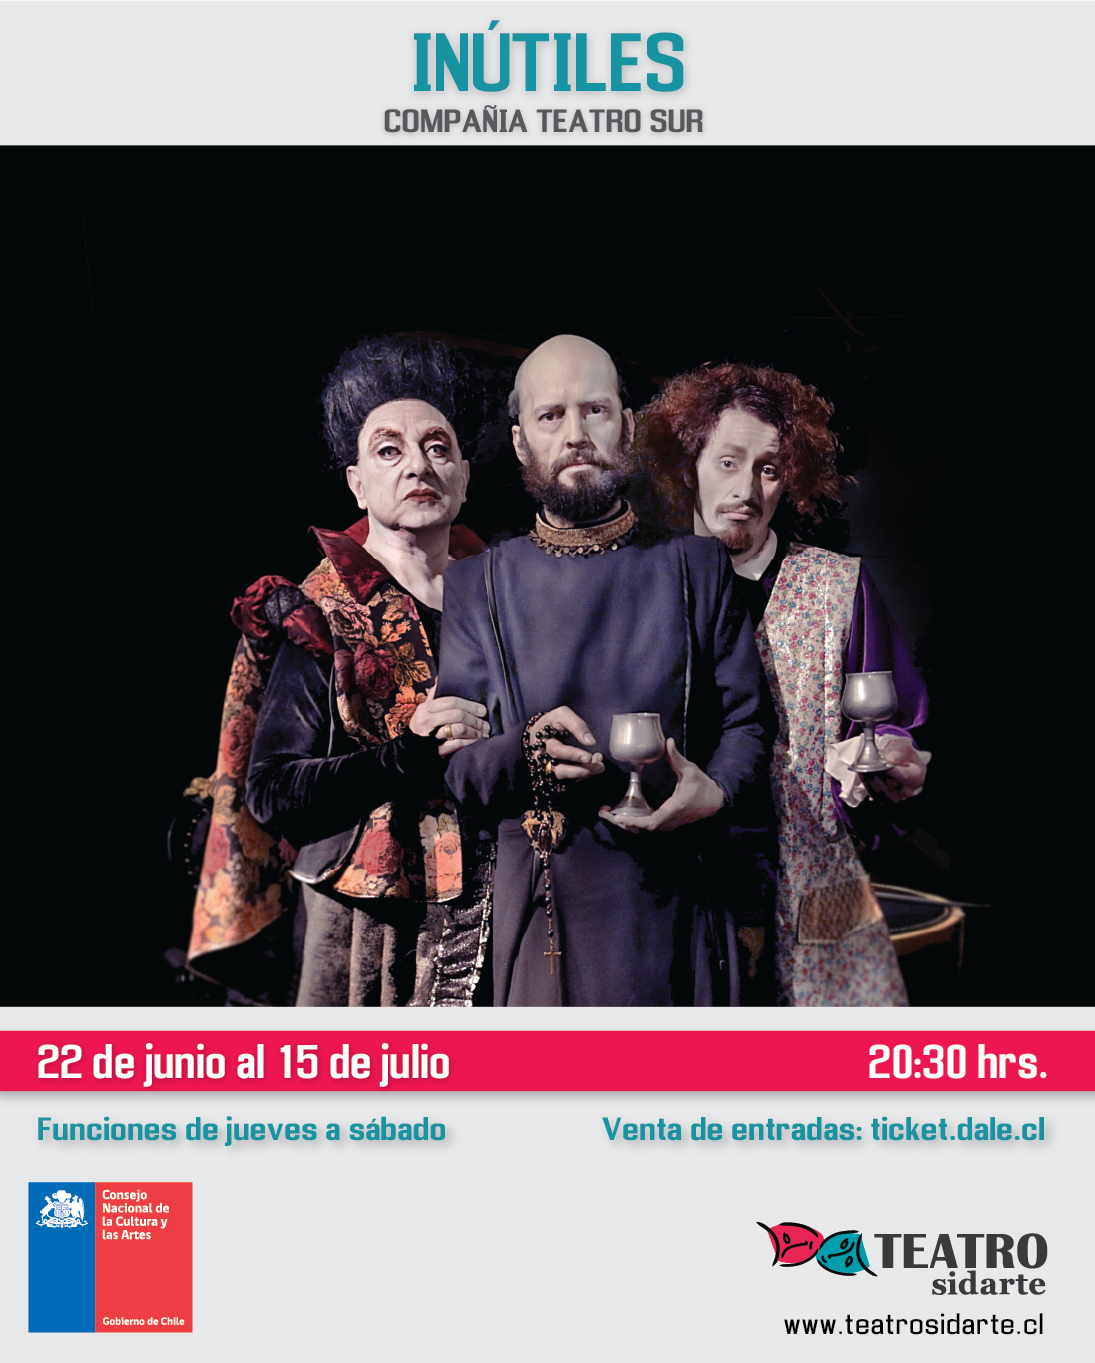 INÚTILES
COMPAÑIA TEATRO SUR
22 de junio al 15 de julio
20:30 hrs.
Funciones de jueves a sábado
Venta de entradas: ticket.dale.cl
Consejo
Nacional de
la Cultura y
las Artes
Gobierno de Chile
TEATRO
sidarte
www.teatrosidarte.cl